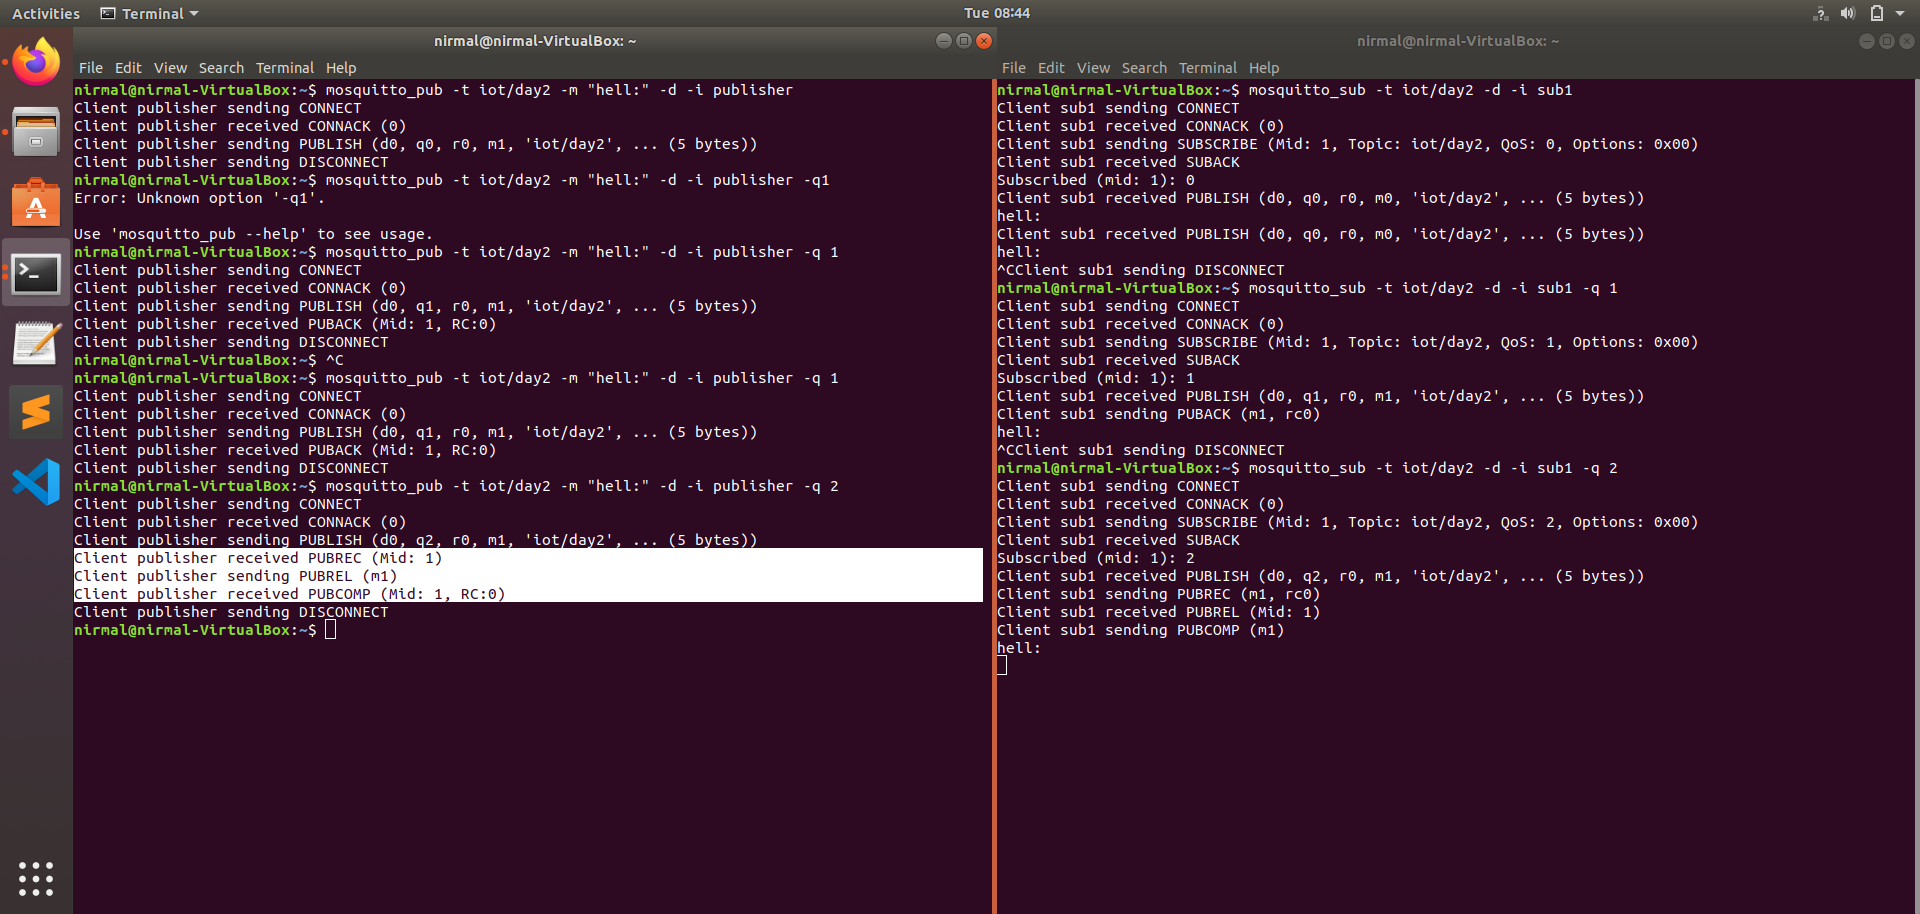 Activities
Terminal
Tue 08:44
nirmal@nirmal-VirtualBox: ~
File Edit View Search Terminal Help
nirmal@nirmal-VirtualBox:~$ mosquitto_pub -t iot/day2 -m "hell:" -d -i publisher
Client publisher sending CONNECT
Client publisher received CONNACK (0)
Client publisher sending PUBLISH (d0, q0, r0, m1, 'iot/day2', ... (5 bytes))
Client publisher sending DISCONNECT
nirmal@nirmal-VirtualBox:~$ mosquitto_pub -t iot/day2 -m "hell:" -d -i publisher -q1
Error: Unknown option '-q1'.
Use 'mosquitto_pub --help' to see usage.
nirmal@nirmal-VirtualBox:~$ mosquitto_pub -t iot/day2 -m "hell:" -d -i publisher -q 1
Client publisher sending CONNECT
Client publisher received CONNACK (0)
Client publisher sending PUBLISH (d0, q1, r0, m1, 'iot/day2', ... (5 bytes))
Client publisher received PUBACK (Mid: 1, RC:0)
Client publisher sending DISCONNECT
nirmal@nirmal-VirtualBox:~$ ^C
nirmal@nirmal-VirtualBox:~$ mosquitto_pub -t iot/day2 -m "hell:" -d -i publisher -q 1
Client publisher sending CONNECT
Client publisher received CONNACK (0)
Client publisher sending PUBLISH (d0, q1, r0, m1, 'iot/day2', ... (5 bytes))
Client publisher received PUBACK (Mid: 1, RC:0)
Client publisher sending DISCONNECT
nirmal@nirmal-VirtualBox:~$ mosquitto_pub -t iot/day2 -m "hell:" -d -i publisher -q 2
Client publisher sending CONNECT
Client publisher received CONNACK (0)
Client publisher sending PUBLISH (d0, q2, r0, m1, 'iot/day2', ... (5 bytes))
Client publisher received PUBREC (Mid: 1)
Client publisher sending PUBREL (m1)
Client publisher received PUBCOMP (Mid: 1, RC:0)
Client publisher sending DISCONNECT
nirmal@nirmal-VirtualBox:~$
nirmal@nirmal-VirtualBox: ~
File Edit View Search Terminal Help
nirmal@nirmal-VirtualBox:~$ mosquitto_sub -t iot/day2 -d -i sub1
Client sub1 sending CONNECT
Client sub1 received CONNACK (0)
Client sub1 sending SUBSCRIBE (Mid: 1, Topic: iot/day2, QoS: 0, Options: 0x00)
Client sub1 received SUBACK
Subscribed (mid: 1): 0
Client sub1 received PUBLISH (d0, q0, r0, m0, 'iot/day2', ... (5 bytes))
hell:
Client sub1 received PUBLISH (d0, q0, r0, m0, 'iot/day2', ... (5 bytes))
hell:
^CClient sub1 sending DISCONNECT
nirmal@nirmal-VirtualBox:~$ mosquitto_sub -t iot/day2 -d -i sub1 -q 1
Client sub1 sending CONNECT
Client sub1 received CONNACK (0)
Client sub1 sending SUBSCRIBE (Mid: 1, Topic: iot/day2, QoS: 1, Options: 0x00)
Client sub1 received SUBACK
Subscribed (mid: 1): 1
Client sub1 received PUBLISH (d0, q1, r0, m1, 'iot/day2', ... (5 bytes))
Client sub1 sending PUBACK (m1, rc0)
hell:
^CClient sub1 sending DISCONNECT
nirmal@nirmal-VirtualBox:~$ mosquitto_sub -t iot/day2 -d -i sub1 -q 2
Client sub1 sending CONNECT
Client sub1 received CONNACK (0)
Client sub1 sending SUBSCRIBE (Mid: 1, Topic: iot/day2, QoS: 2, Options: 0x00)
Client sub1 received SUBACK
Subscribed (mid: 1): 2
Client sub1 received PUBLISH (d0, q2, r0, m1, 'iot/day2', ... (5 bytes))
Client sub1 sending PUBREC (m1, rc0)
Client sub1 received PUBREL (Mid: 1)
Client sub1 sending PUBCOMP (m1)
hell: